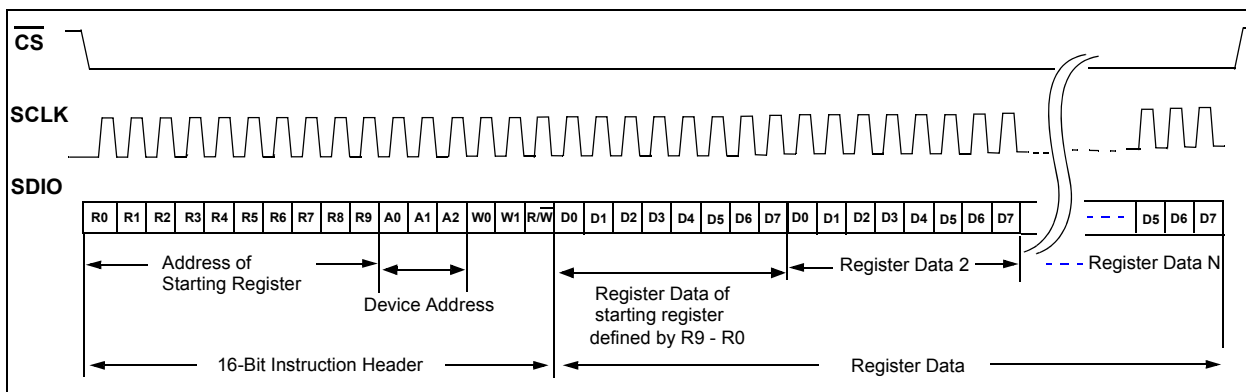 CS
SCLK
SDIO
R0 R1 R2 R3 R4 R5 R6 R7 R8 R9 A0 A1 A2 W0 W1 R/W D0 D1 D2 D3 D4 D5 D6 D7 D0 D1 D2 D3 D4 D5 D6 D7 D5 D6 D7
Address of
Starting Register
Device Address
Register Data of
starting register
defined by R9 - R0
Register Data 2
Register Data N
16-Bit Instruction Header
Register Data